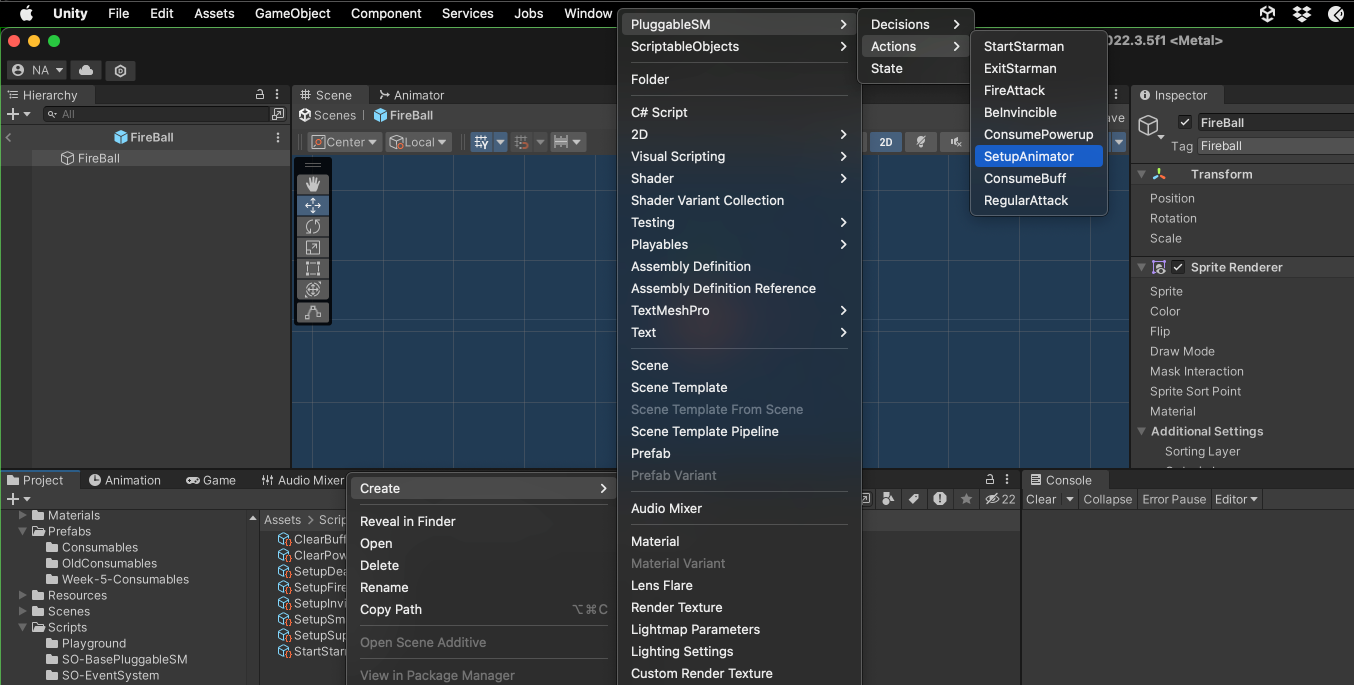 Unity File Edit Assets GameObject Component Services Jobs Window
022.3.5f1 <Metal>
NA
Hierarchy
All
FireBall
FireBall
Scene Animator
Scenes FireBall
Center Local 2D
PluggableSM
ScriptableObjects
Folder
C# Script
2D
Visual Scripting
Shader
Shader Variant Collection
Testing
Playables
Assembly Definition
Assembly Definition Reference
TextMeshPro
Text
Scene
Scene Template
Scene Template From Scene
Scene Template Pipeline
Prefab
Prefab Variant
Audio Mixer
Material
Material Variant
Lens Flare
Render Texture
Lightmap Parameters
Lighting Settings
Custom Render Texture
Decisions
Actions
State
StartStarman
ExitStarman
FireAttack
BeInvincible
ConsumePowerup
SetupAnimator
ConsumeBuff
RegularAttack
ve
Inspector
FireBall
Tag Fireball
Transform
Position
Rotation
Scale
Sprite Renderer
Sprite
Color
Flip
Draw Mode
Mask Interaction
Sprite Sort Point
Material
Additional Settings
Sorting Layer
Project Animation Game Audio Mixer
Materials
Prefabs
Consumables
OldConsumables
Week-5-Consumables
Resources
Scenes
Scripts
Playground
SO-BasePluggableSM
SO-EventSystem
Assets > Scrip
ClearBuff
ClearPow
SetupDea
SetupFire
SetupInvi
SetupSm
SetupSup
StartStarm
Create
Reveal in Finder
Open
Delete
Rename
Copy Path ⌥⌘C
Open Scene Additive
View in Package Manager
22
Console
Clear Collapse Error Pause Editor